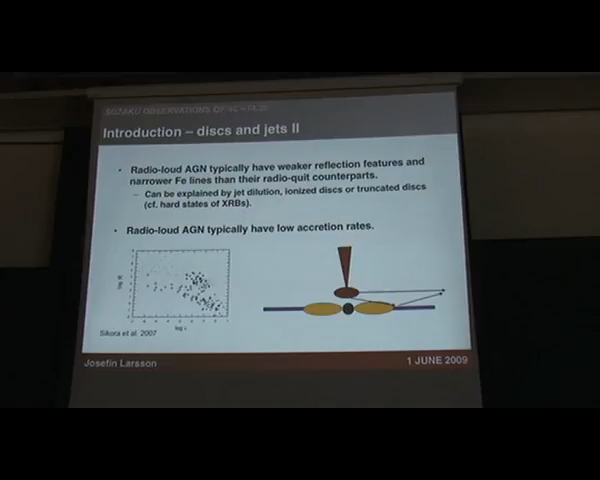 SUZAKU OBSERVATIONS OF 4C +74.26
Introduction – discs and jets II
• Radio-loud AGN typically have weaker reflection features and
narrower Fe lines than their radio-quit counterparts.
– Can be explained by jet dilution, ionized discs or truncated discs
(cf. hard states of XRBs).
• Radio-loud AGN typically have low accretion rates.
log R
log λ
Sikora et al. 2007
Josefin Larsson
1 JUNE 2009